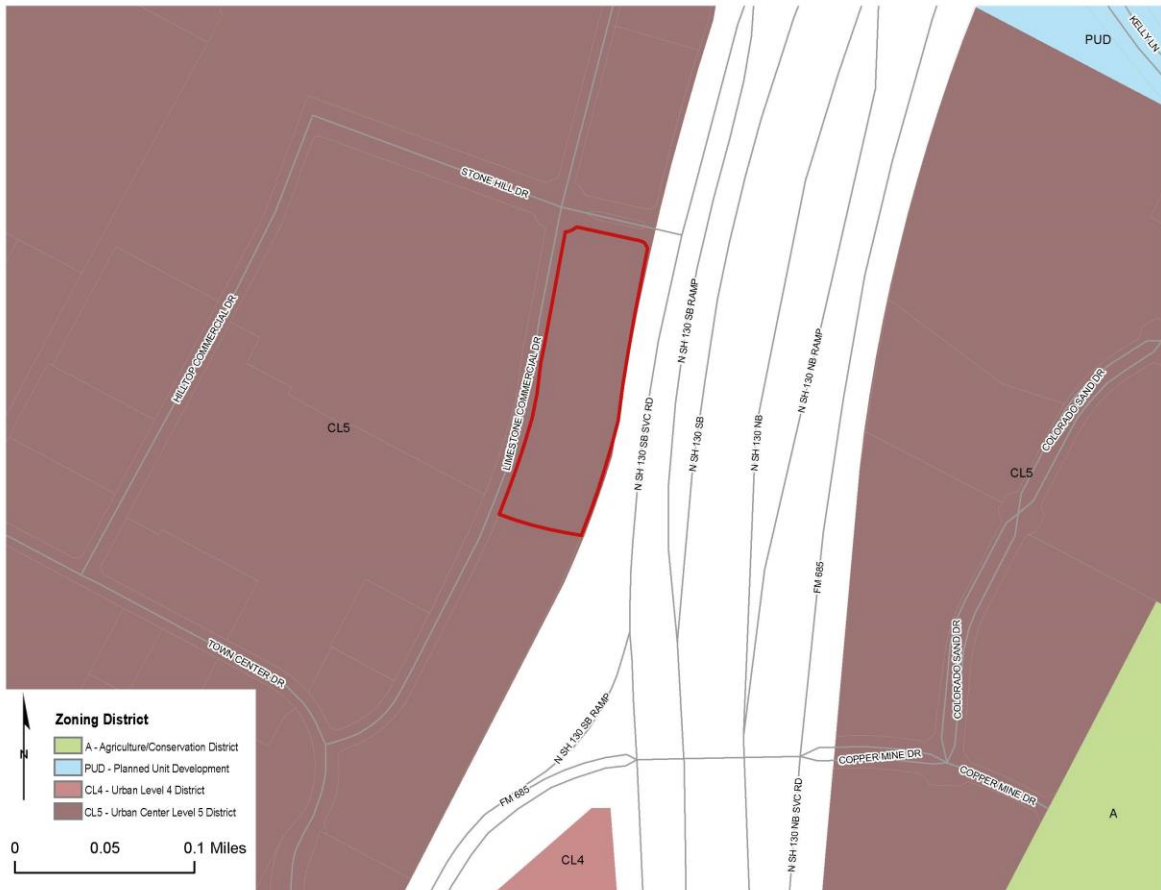 PUD
KELLY LN
STONE HILL DR
HILLTOP COMMERCIAL DR
LIMESTONE COMMERCIAL DR
N SH 130 SB RAMP
N SH 130 SB SVC RD
N SH 130 SB
N SH 130 NB
N SH 130 NB RAMP
COLORADO SAND DR
CL5
CL5
FM 685
TOWN CENTER DR
COLORADO SAND DR
N SH 130 SB RAMP
FM 685
COPPER MINE DR
COPPER MINE DR
N SH 130 NB SVC RD
A
CL4
N
Zoning District
A - Agriculture/Conservation District
PUD - Planned Unit Development
CL4 - Urban Level 4 District
CL5 - Urban Center Level 5 District
0 0.05 0.1 Miles